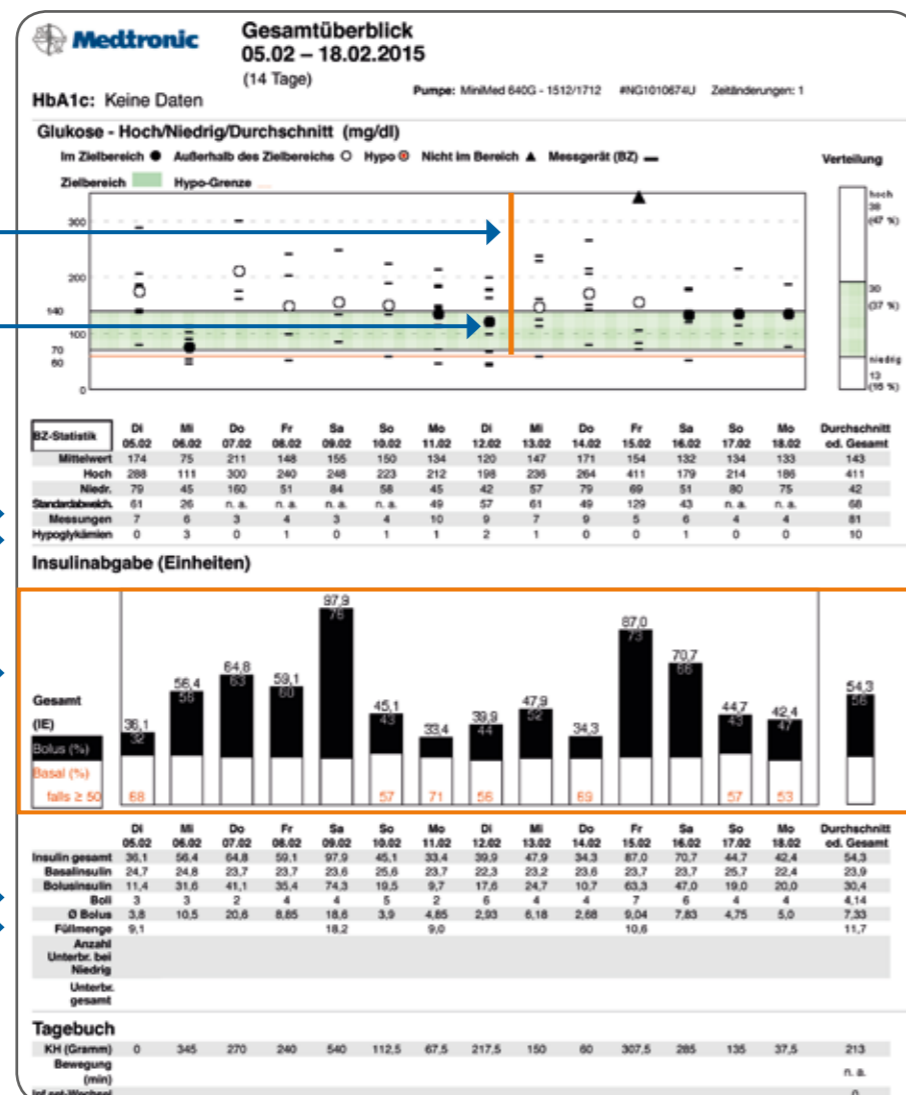 Medtronic
Gesamtüberblick
05.02 – 18.02.2015
(14 Tage)
HbA1c: Keine Daten
Pumpe: MiniMed 640G - 1512/1712 #NG1010674U Zeitänderungen: 1
Glukose - Hoch/Niedrig/Durchschnitt (mg/dl)
Im Zielbereich Außerhalb des Zielbereichs Hypo Nicht im Bereich Messgerät (BZ)
Zielbereich Hypo-Grenze
Verteilung
300
200
140
100
70
60
0
hoch
38
(47 %)
30
(37 %)
niedrig
13
(16 %)
BZ-Statistik Di Mi Do Fr Sa So Mo Di Mi Do Fr Sa So Mo Durchschnitt
05.02 06.02 07.02 08.02 09.02 10.02 11.02 12.02 13.02 14.02 15.02 16.02 17.02 18.02 od. Gesamt
Mittelwert 174 75 211 148 155 150 134 120 147 171 154 132 134 133 143
Hoch 288 111 300 240 248 223 212 198 236 264 411 179 214 186 411
Niedr. 79 45 160 51 84 58 45 42 57 79 69 51 80 75 42
Standardabweich. 61 26 n. a. n. a. n. a. n. a. 49 57 61 49 129 43 n. a. n. a. 68
Messungen 7 6 3 4 3 4 10 9 7 9 5 6 4 4 81
Hypoglykämien 0 3 0 1 0 1 1 2 1 0 0 1 0 0 10
Insulinabgabe (Einheiten)
Gesamt
(IE)
Bolus (%)
Basal (%)
falls ≥ 50
36,1 56,4 64,8 59,1 97,9 45,1 33,4 39,9 47,9 34,3 87,0 70,7 44,7 42,4 54,3
32 56 63 60 76 43 44 52 73 66 43 47 56
68 57 71 56 69 57 53
Di Mi Do Fr Sa So Mo Di Mi Do Fr Sa So Mo Durchschnitt
05.02 06.02 07.02 08.02 09.02 10.02 11.02 12.02 13.02 14.02 15.02 16.02 17.02 18.02 od. Gesamt
Insulin gesamt 36,1 56,4 64,8 59,1 97,9 45,1 33,4 39,9 47,9 34,3 87,0 70,7 44,7 42,4 54,3
Basalinsulin 24,7 24,8 23,7 23,7 23,6 25,6 23,7 22,3 23,2 23,6 23,7 23,7 25,7 22,4 23,9
Bolusinsulin 11,4 31,6 41,1 35,4 74,3 19,5 9,7 17,6 24,7 10,7 63,3 47,0 19,0 20,0 30,4
Boli 3 3 2 4 4 5 2 6 4 4 7 6 4 4 4,14
Ø Bolus 3,8 10,5 20,6 8,85 18,6 3,9 4,85 2,93 6,18 2,68 9,04 7,83 4,75 5,0 7,33
Füllmenge 9,1 18,2 9,0 10,6 11,7
Anzahl
Unterbr. bei
Niedrig
Unterbr.
gesamt
Tagebuch
KH (Gramm) 0 345 270 240 540 112,5 67,5 217,5 150 60 307,5 285 135 37,5 213
Bewegung
(min) n. a.